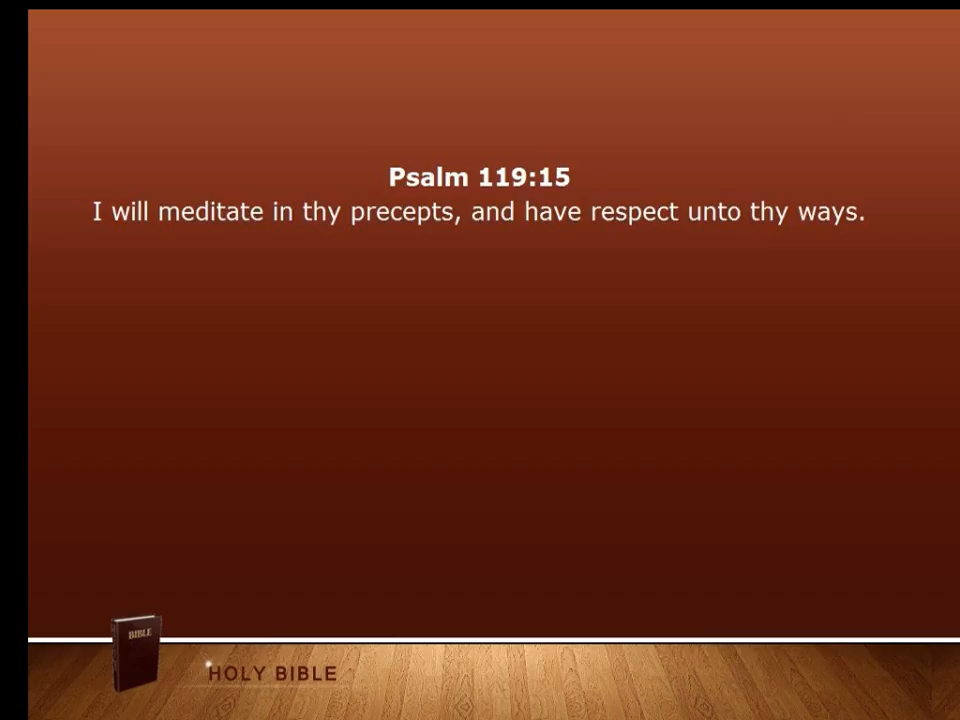 Psalm 119:15
I will meditate in thy precepts, and have respect unto thy ways.
BIBLE
HOLY BIBLE